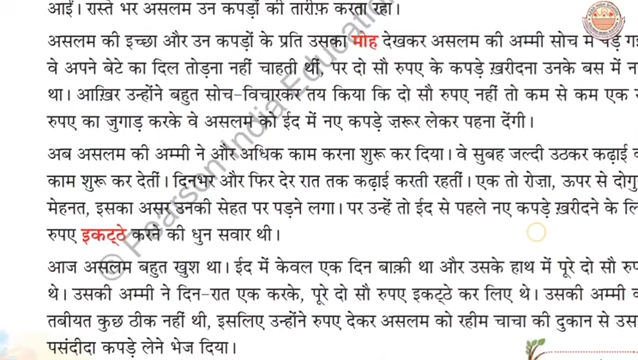 आईं। रास्ते भर असलम उन कपड़ों की तारीफ़ करता रहा।
असलम की इच्छा और उन कपड़ों के प्रति उसका मोह देखकर असलम की अम्मी सोच में पड़
वे अपने बेटे का दिल तोड़ना नहीं चाहती थीं, पर दो सौ रुपए के कपड़े ख़रीदना उनके बस में
था। आख़िर उन्होंने बहुत सोच-विचारकर तय किया कि दो सौ रुपए नहीं तो कम से कम एक
रुपए का जुगाड़ करके वे असलम को ईद में नए कपड़े ज़रूर लेकर पहना देंगी।
अब असलम की अम्मी ने और अधिक काम करना शुरू कर दिया। वे सुबह जल्दी उठकर कढ़ाई
काम शुरू कर देतीं। दिनभर और फिर देर रात तक कढ़ाई करती रहतीं। एक तो रोज़ा, ऊपर से
मेहनत, इसका असर उनकी सेहत पर पड़ने लगा। पर उन्हें तो ईद से पहले नए कपड़े ख़रीदने के
रुपए इकट्ठे करने की धुन सवार थी।
आज असलम बहुत खुश था। ईद में केवल एक दिन बाक़ी था और उसके हाथ में पूरे दो सौ
थे। उसकी अम्मी ने दिन-रात एक करके, पूरे दो सौ रुपए इकट्ठे कर लिए थे। उसकी अम्मी
तबीयत कुछ ठीक नहीं थी, इसलिए उन्होंने रुपए देकर असलम को रहीम चाचा की दुकान से
पसंदीदा कपड़े लेने भेज दिया।
© Pearson India Education